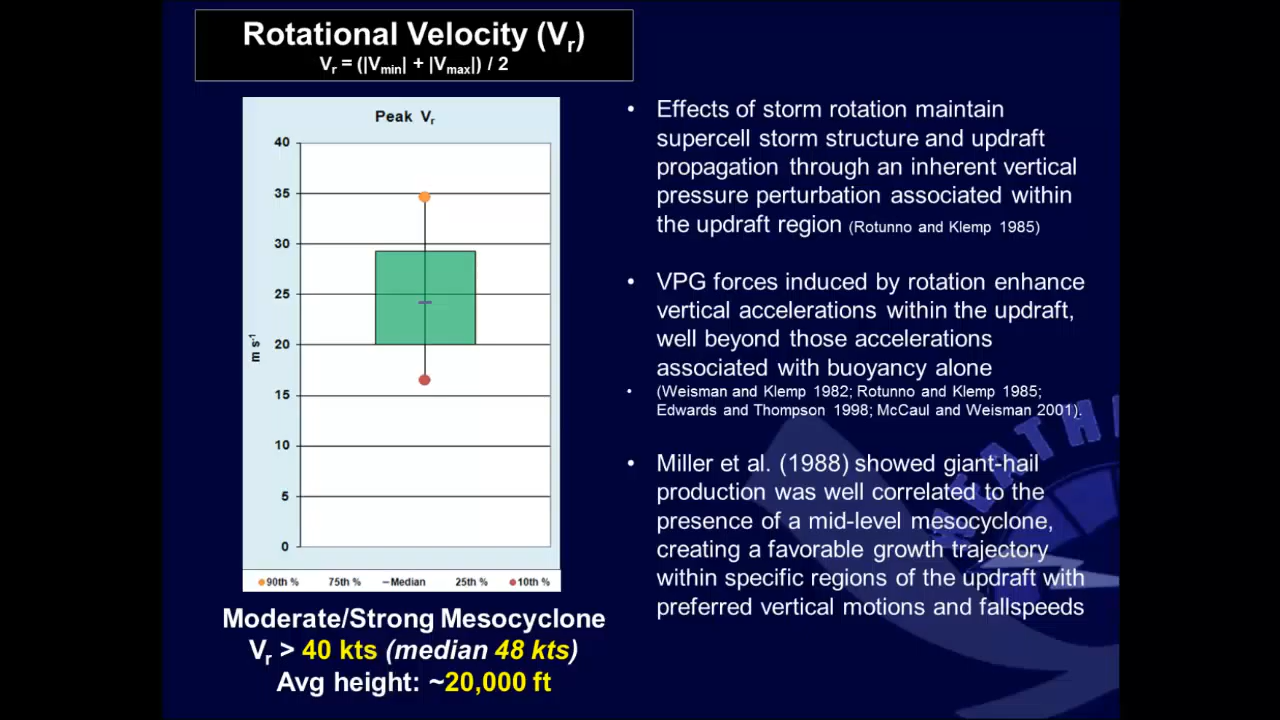 Rotational Velocity (Vr)
Vr = (|Vmin| + |Vmax|) / 2
Peak Vr
40
35
30
25
20
15
10
5
0
m s-1
90th %
75th %
Median
25th %
10th %
Moderate/Strong Mesocyclone
Vr > 40 kts (median 48 kts)
Avg height: ~20,000 ft
• Effects of storm rotation maintain
supercell storm structure and updraft
propagation through an inherent vertical
pressure perturbation associated within
the updraft region (Rotunno and Klemp 1985)
• VPG forces induced by rotation enhance
vertical accelerations within the updraft,
well beyond those accelerations
associated with buoyancy alone
• (Weisman and Klemp 1982; Rotunno and Klemp 1985;
Edwards and Thompson 1998; McCaul and Weisman 2001).
• Miller et al. (1988) showed giant-hail
production was well correlated to the
presence of a mid-level mesocyclone,
creating a favorable growth trajectory
within specific regions of the updraft with
preferred vertical motions and fallspeeds